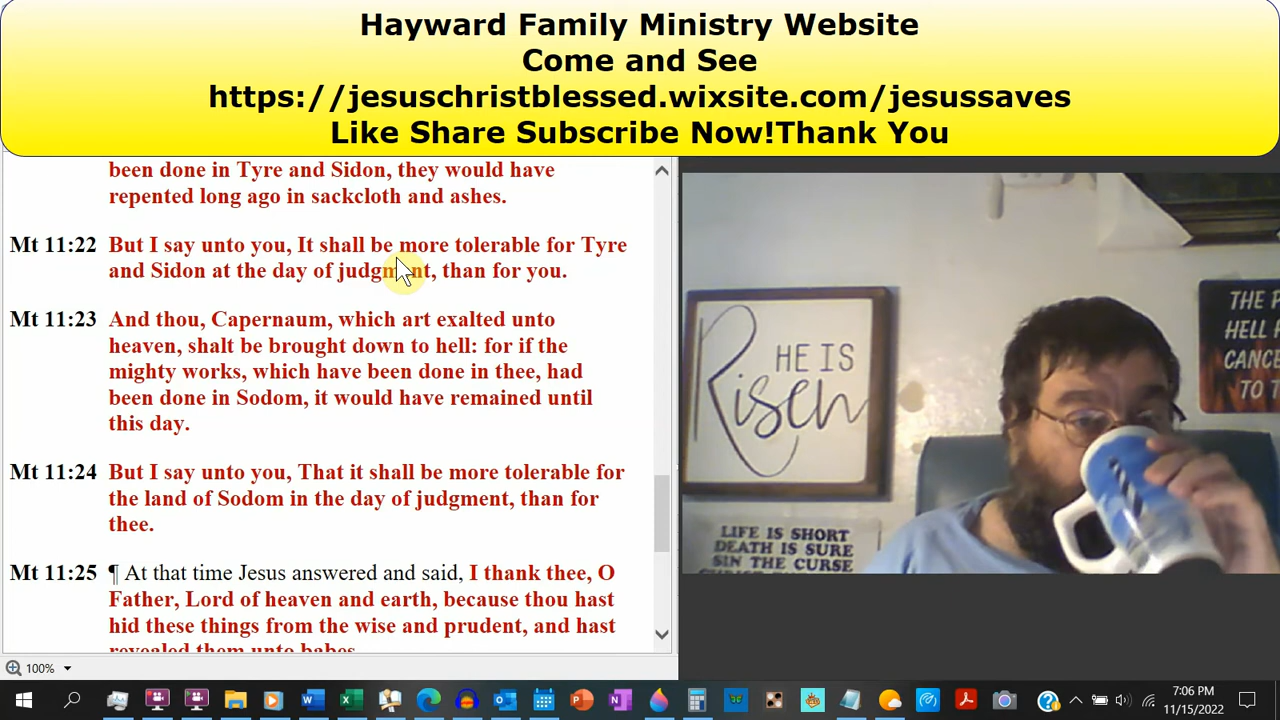 Hayward Family Ministry Website
Come and See
https://jesuschristblessed.wixsite.com/jesussaves
Like Share Subscribe Now!Thank You
been done in Tyre and Sidon, they would have
repented long ago in sackcloth and ashes.
Mt 11:22 But I say unto you, It shall be more tolerable for Tyre
and Sidon at the day of judgment, than for you.
Mt 11:23 And thou, Capernaum, which art exalted unto
heaven, shalt be brought down to hell: for if the
mighty works, which have been done in thee, had
been done in Sodom, it would have remained until
this day.
Mt 11:24 But I say unto you, That it shall be more tolerable for
the land of Sodom in the day of judgment, than for
thee.
Mt 11:25 ¶ At that time Jesus answered and said, I thank thee, O
Father, Lord of heaven and earth, because thou hast
hid these things from the wise and prudent, and hast
revealed them unto babes.
100%
HE IS
Risen
THE P
HELL F
CANCE
TO T
LIFE IS SHORT
DEATH IS SURE
SIN THE CURSE
7:06 PM
11/15/2022